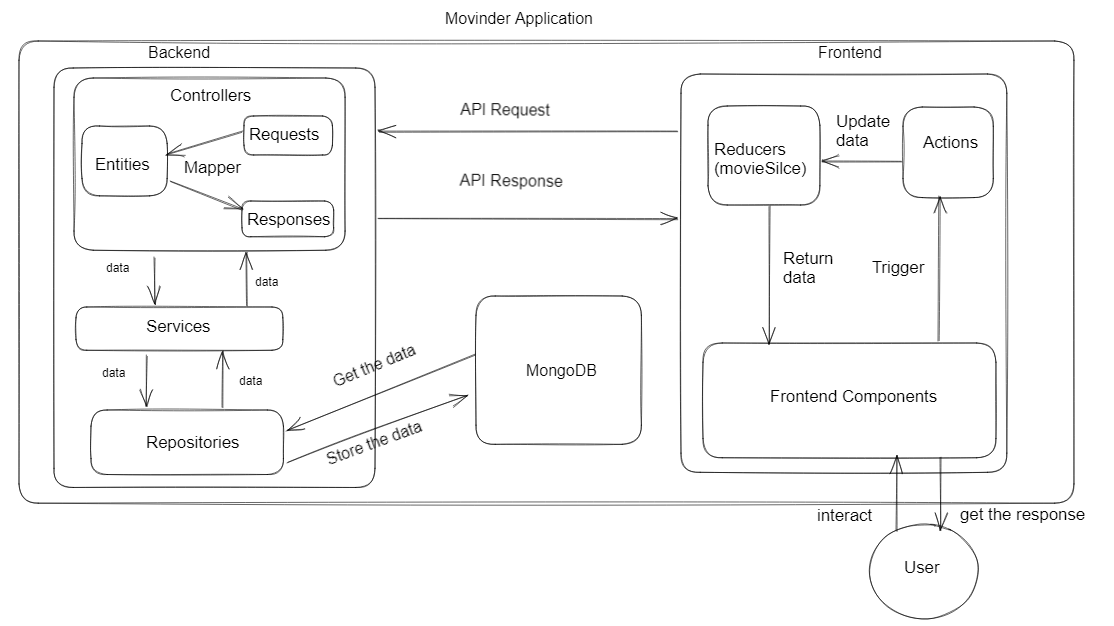 Movinder Application
Backend
Frontend
Controllers
Requests
Entities
Mapper
Responses
data
data
Services
data
data
Repositories
API Request
API Response
Get the data
Store the data
MongoDB
Reducers
(movieSilce)
Update
data
Actions
Return
data
Trigger
Frontend Components
interact
get the response
User